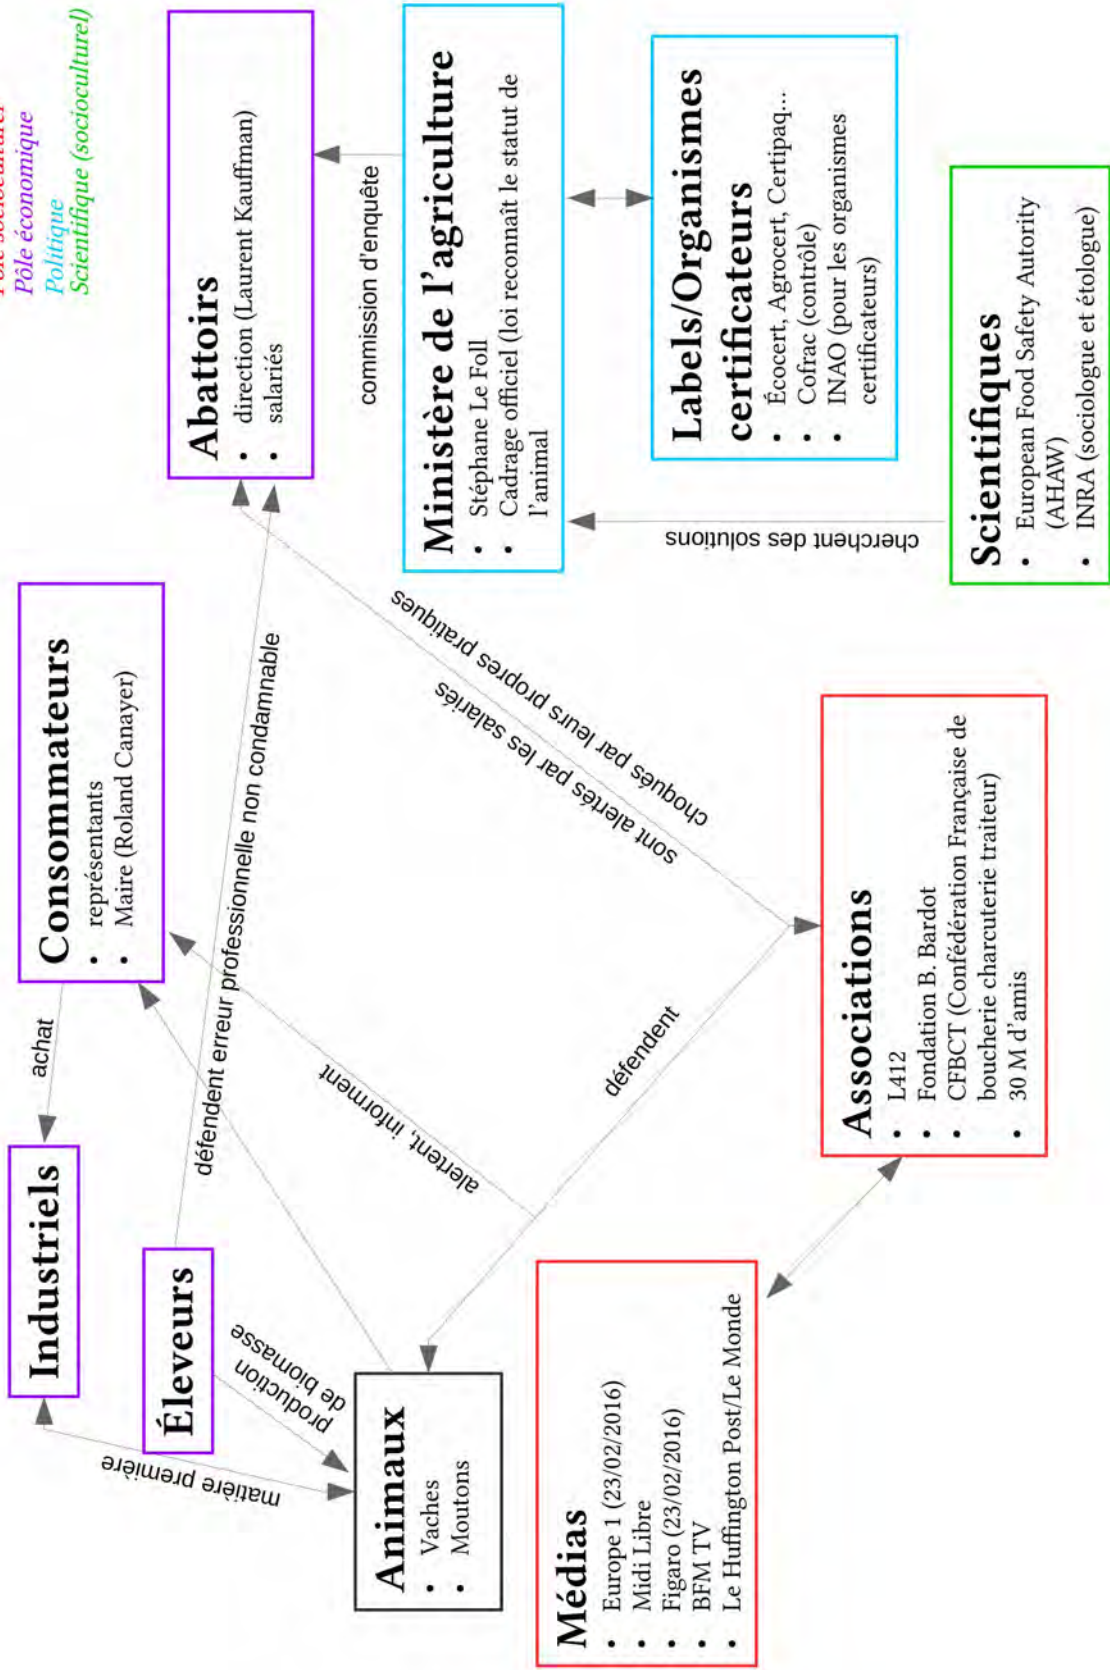 Pôle socioculturel
Pôle économique
Politique
Scientifique (socioculturel)
Industriels
achat
Consommateurs
• représentants
• Maire (Roland Canayer)
Abattoirs
• direction (Laurent Kauffman)
• salariés
Éleveurs
matière première
production
de biomasse
défendent erreur professionnelle non condamnable
commission d'enquête
Animaux
• Vaches
• Moutons
alertent, informent
défendent
choqués par leurs propres pratiques
sont alertés par les salariés
Ministère de l'agriculture
• Stéphane Le Foll
• Cadrage officiel (loi reconnaît le statut de
l'animal
Médias
• Europe 1 (23/02/2016)
• Midi Libre
• Figaro (23/02/2016)
• BFM TV
• Le Huffington Post/Le Monde
Associations
• L412
• Fondation B. Bardot
• CFBCT (Confédération Française de
boucherie charcuterie traiteur)
• 30 M d'amis
Labels/Organismes
certificateurs
• Écocert, Agrocert, Certipaq...
• Cofrac (contrôle)
• INAO (pour les organismes
certificateurs)
cherchent des solutions
Scientifiques
• European Food Safety Autority
(AHAW)
• INRA (sociologue et étologue)